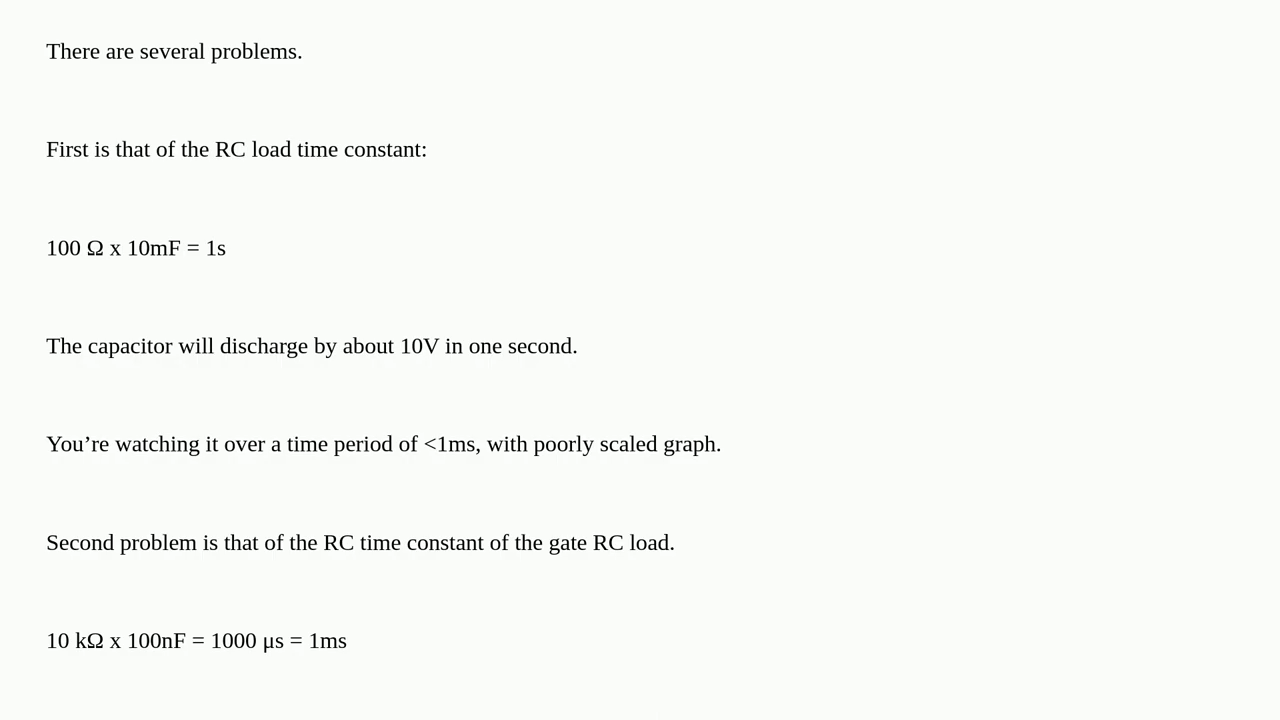 There are several problems.
First is that of the RC load time constant:
100 Ω x 10mF = 1s
The capacitor will discharge by about 10V in one second.
You’re watching it over a time period of <1ms, with poorly scaled graph.
Second problem is that of the RC time constant of the gate RC load.
10 kΩ x 100nF = 1000 μs = 1ms